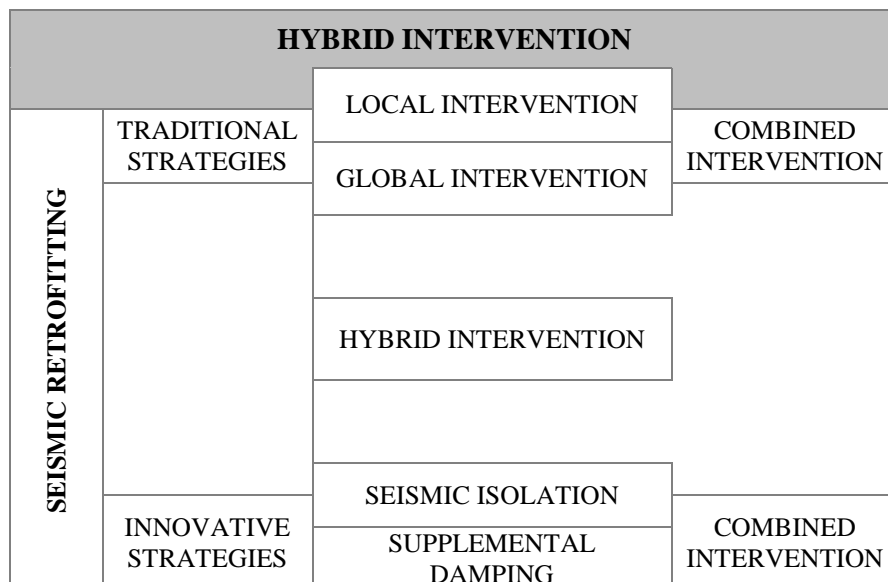 HYBRID INTERVENTION
SEISMIC RETROFITTING
TRADITIONAL
STRATEGIES
LOCAL INTERVENTION
GLOBAL INTERVENTION
COMBINED
INTERVENTION
HYBRID INTERVENTION
INNOVATIVE
STRATEGIES
SEISMIC ISOLATION
SUPPLEMENTAL
DAMPING
COMBINED
INTERVENTION